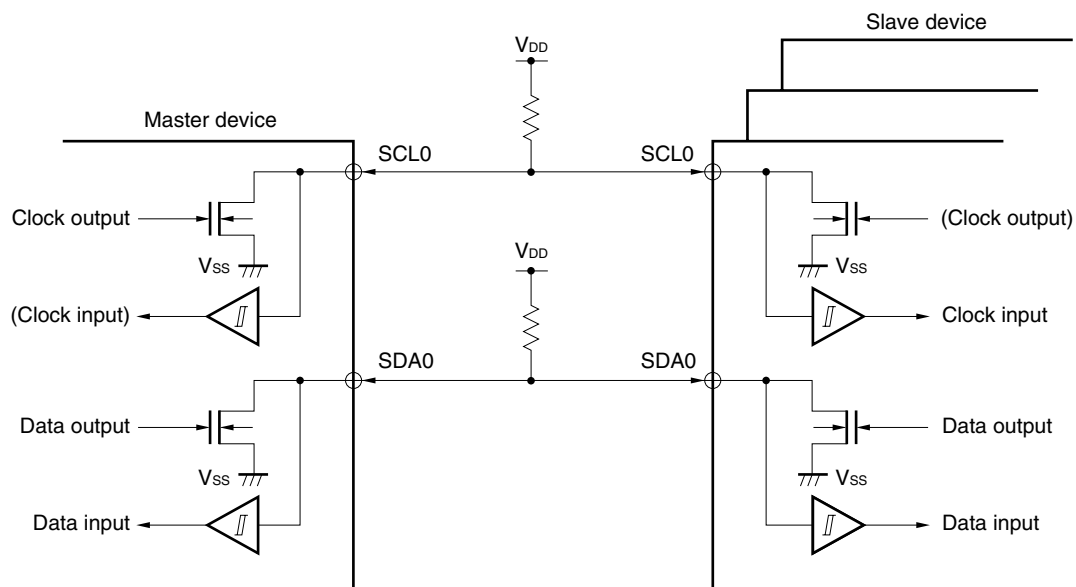 Slave device
VDD
Master device
SCL0 SCL0
Clock output (Clock output)
VSS VSS
VDD
(Clock input) Clock input
SDA0 SDA0
Data output Data output
VSS VSS
Data input Data input